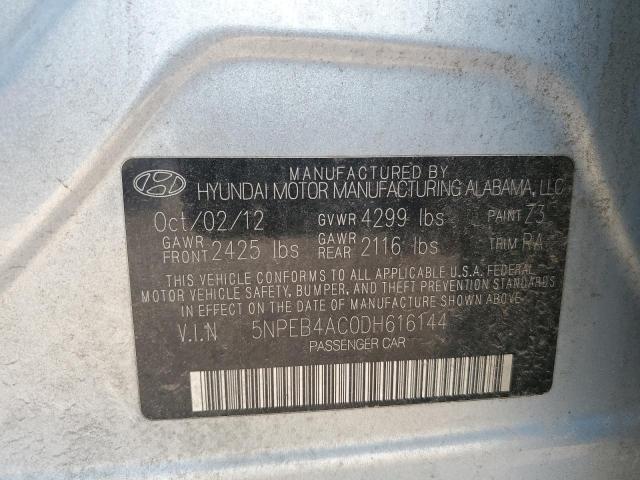 MANUFACTURED BY
HYUNDAI MOTOR MANUFACTURING ALABAMA, LLC
Oct/02/12 GVWR 4299 lbs PAINT Z3
GAWR FRONT 2425 lbs GAWR REAR 2116 lbs TRIM RA
THIS VEHICLE CONFORMS TO ALL APPLICABLE U.S.A. FEDERAL
MOTOR VEHICLE SAFETY, BUMPER, AND THEFT PREVENTION STANDARDS
IN EFFECT ON THE DATE OF MANUFACTURE SHOWN ABOVE.
V.I.N 5NPEB4AC0DH616144
PASSENGER CAR